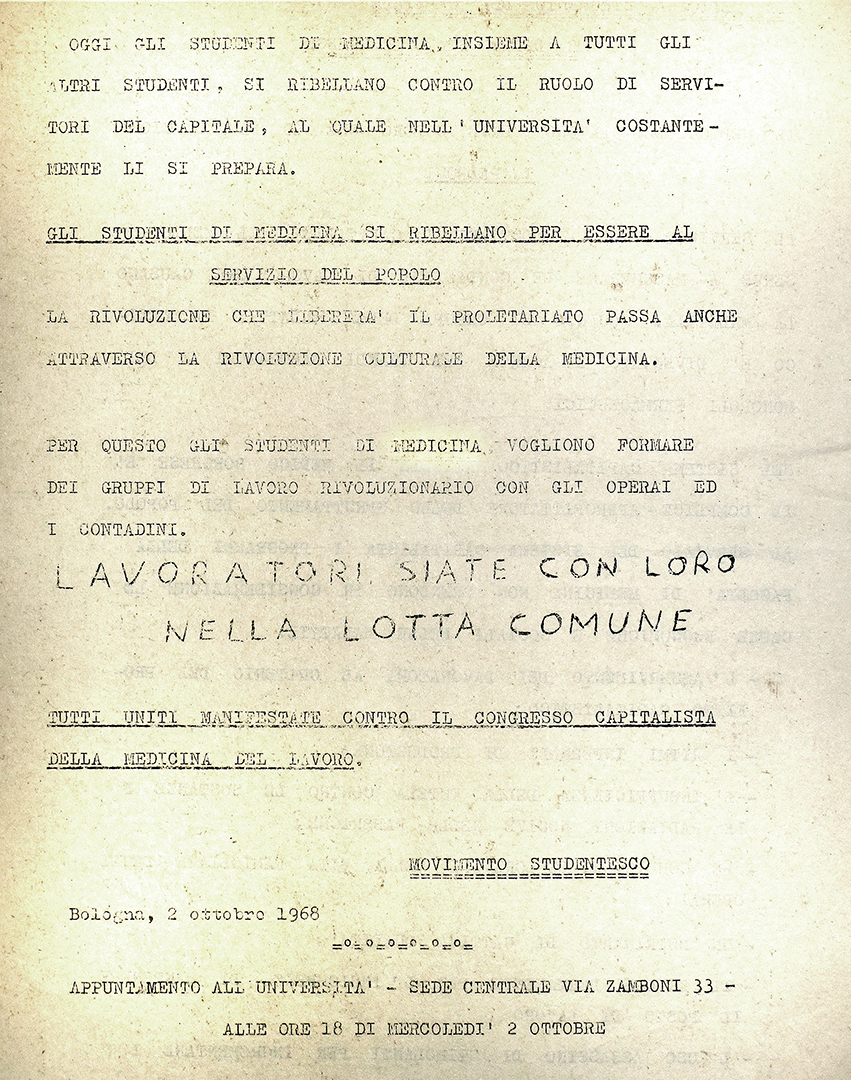 OGGI GLI STUDENTI DI MEDICINA, INSIEME A TUTTI GLI
ALTRI STUDENTI, SI RIBELLANO CONTRO IL RUOLO DI SERVI-
TORI DEL CAPITALE, AL QUALE NELL'UNIVERSITA' COSTANTE-
MENTE LI SI PREPARA.
GLI STUDENTI DI MEDICINA SI RIBELLANO PER ESSERE AL
SERVIZIO DEL POPOLO
LA RIVOLUZIONE CHE LIBERERA' IL PROLETARIATO PASSA ANCHE
ATTRAVERSO LA RIVOLUZIONE CULTURALE DELLA MEDICINA.
PER QUESTO GLI STUDENTI DI MEDICINA VOGLIONO FORMARE
DEI GRUPPI DI LAVORO RIVOLUZIONARIO CON GLI OPERAI ED
I CONTADINI.
LAVORATORI SIATE CON LORO
NELLA LOTTA COMUNE
TUTTI UNITI MANIFESTATE CONTRO IL CONGRESSO CAPITALISTA
DELLA MEDICINA DEL LAVORO.
MOVIMENTO STUDENTESCO
Bologna, 2 ottobre 1968
=o=o=o=o=o=o=o=
APPUNTAMENTO ALL'UNIVERSITA' - SEDE CENTRALE VIA ZAMBONI 33 -
ALLE ORE 18 DI MERCOLEDI' 2 OTTOBRE